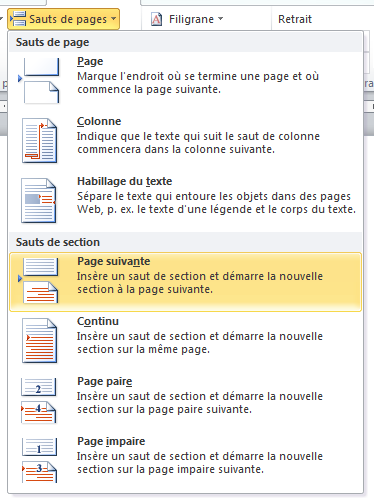 Sauts de pages Filigrane Retrait
Sauts de page
Page
Marque l'endroit où se termine une page et où
commence la page suivante.
Colonne
Indique que le texte qui suit le saut de colonne
commencera dans la colonne suivante.
Habillage du texte
Sépare le texte qui entoure les objets dans des pages
Web, p. ex. le texte d'une légende et le corps du texte.
Sauts de section
Page suivante
Insère un saut de section et démarre la nouvelle
section à la page suivante.
Continu
Insère un saut de section et démarre la nouvelle
section sur la même page.
2
4
Page paire
Insère un saut de section et démarre la nouvelle
section sur la page paire suivante.
1
3
Page impaire
Insère un saut de section et démarre la nouvelle
section sur la page impaire suivante.